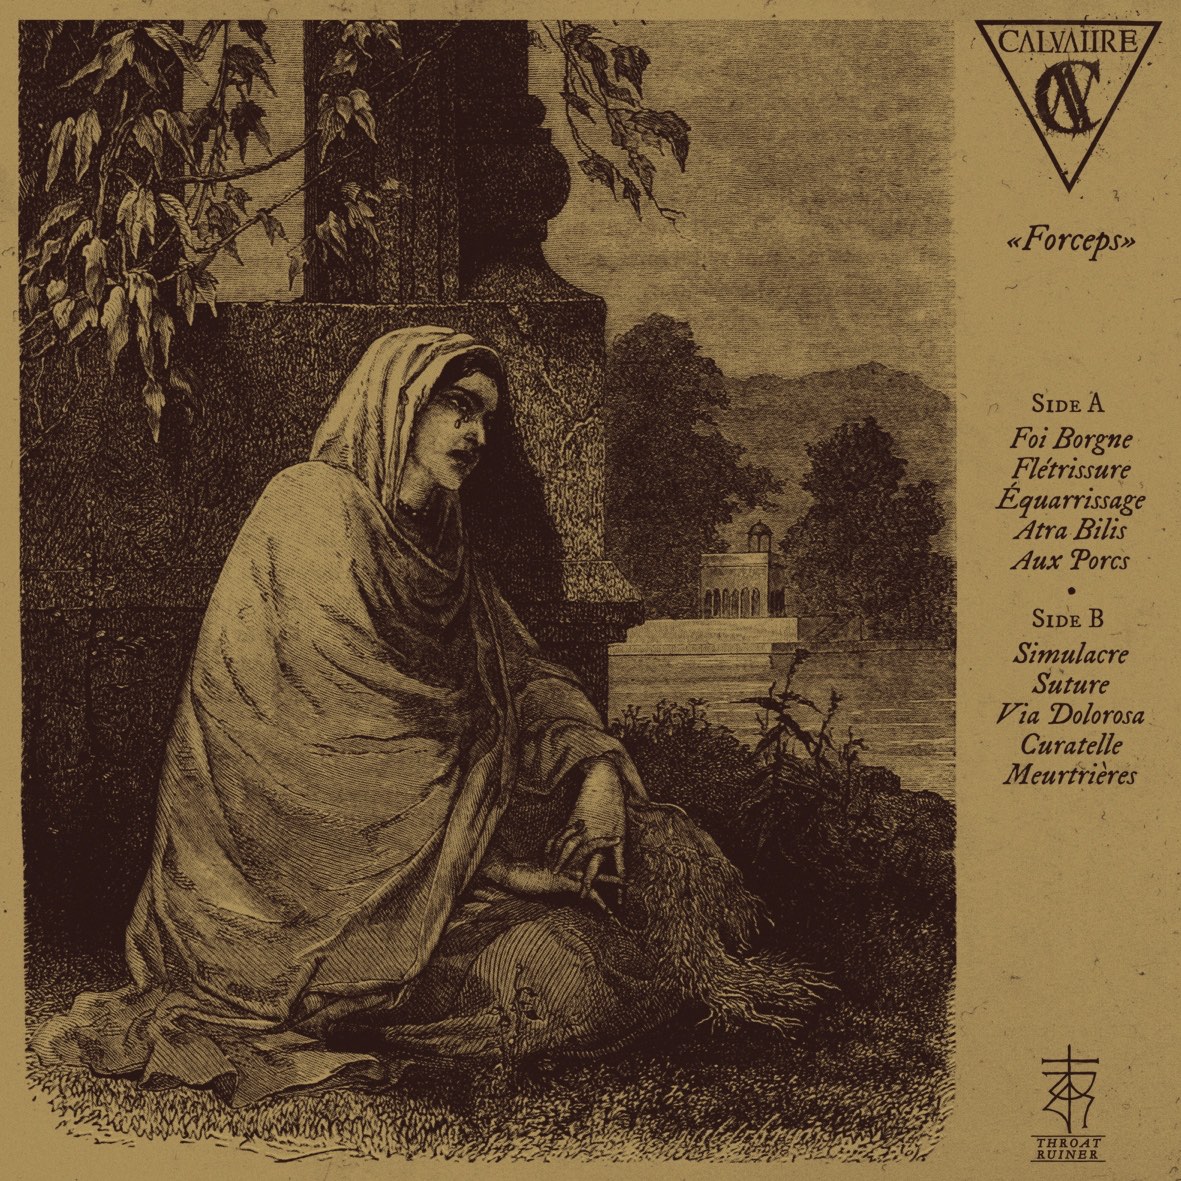 CALVAIIRE
«Forceps»
SIDE A
Foi Borgne
Flétrissure
Équarrissage
Atra Bilis
Aux Porcs
•
SIDE B
Simulacre
Suture
Via Dolorosa
Curatelle
Meurtrières
THROAT
RUINER